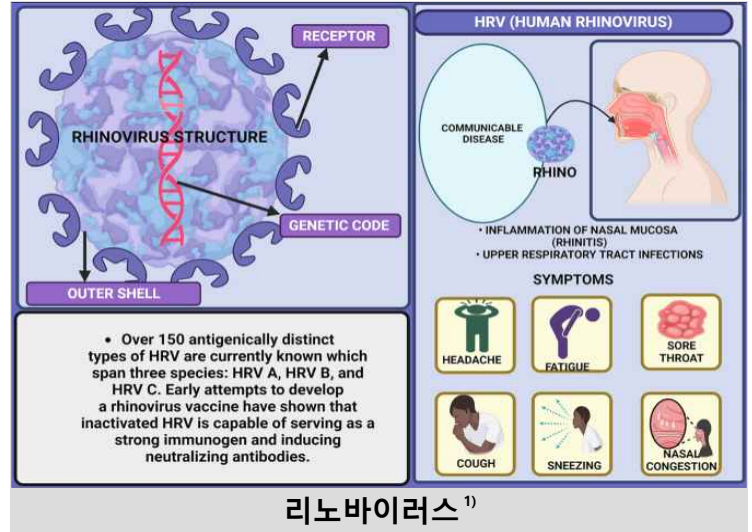 RECEPTOR
RHINOVIRUS STRUCTURE
GENETIC CODE
OUTER SHELL
• Over 150 antigenically distinct
types of HRV are currently known which
span three species: HRV A, HRV B, and
HRV C. Early attempts to develop
a rhinovirus vaccine have shown that
inactivated HRV is capable of serving as a
strong immunogen and inducing
neutralizing antibodies.
HRV (HUMAN RHINOVIRUS)
COMMUNICABLE
DISEASE
RHINO
• INFLAMMATION OF NASAL MUCOSA
(RHINITIS)
• UPPER RESPIRATORY TRACT INFECTIONS
SYMPTOMS
HEADACHE
FATIGUE
SORE
THROAT
COUGH
SNEEZING
NASAL
CONGESTION
리노바이러스 1)